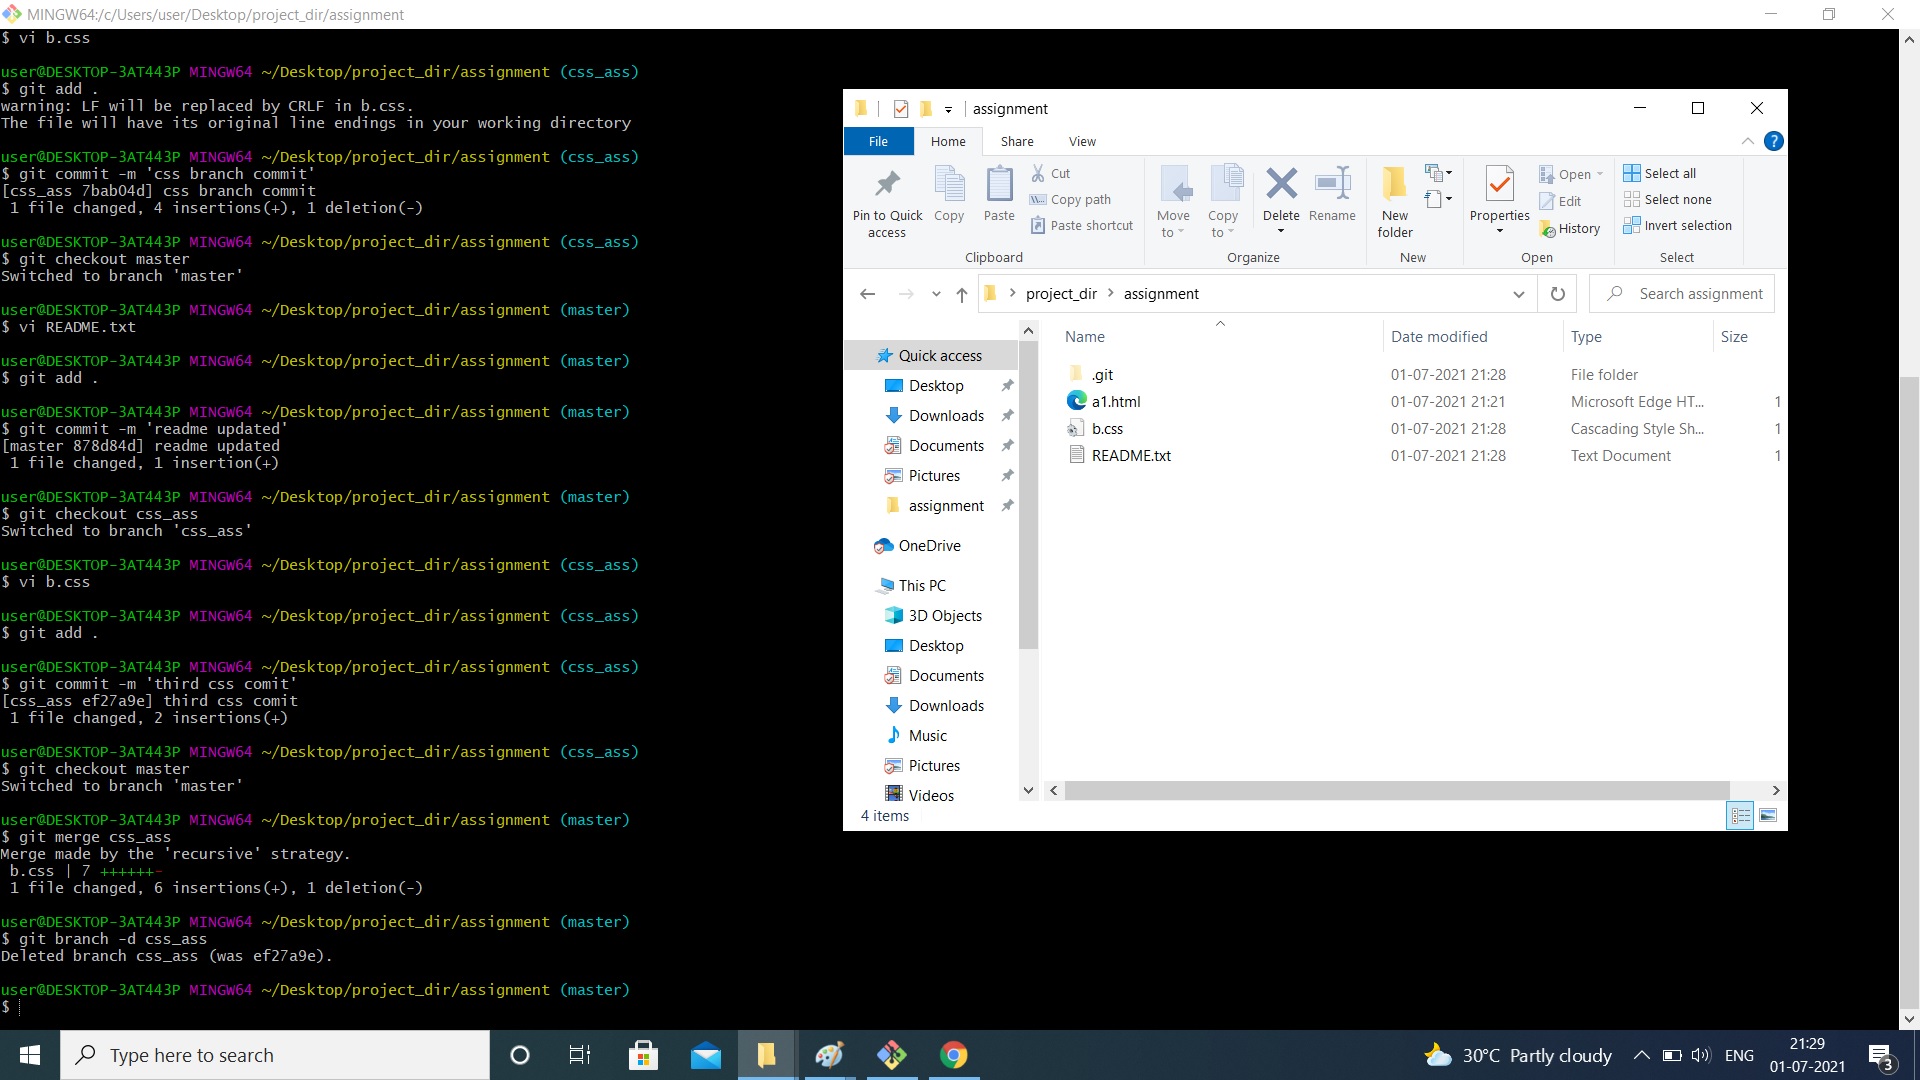 MINGW64:/c/Users/user/Desktop/project_dir/assignment
$ vi b.css
user@DESKTOP-3AT443P MINGW64 ~/Desktop/project_dir/assignment (css_ass)
$ git add .
warning: LF will be replaced by CRLF in b.css.
The file will have its original line endings in your working directory
user@DESKTOP-3AT443P MINGW64 ~/Desktop/project_dir/assignment (css_ass)
$ git commit -m 'css branch commit'
[css_ass 7bab04d] css branch commit
1 file changed, 4 insertions(+), 1 deletion(-)
user@DESKTOP-3AT443P MINGW64 ~/Desktop/project_dir/assignment (css_ass)
$ git checkout master
Switched to branch 'master'
user@DESKTOP-3AT443P MINGW64 ~/Desktop/project_dir/assignment (master)
$ vi README.txt
user@DESKTOP-3AT443P MINGW64 ~/Desktop/project_dir/assignment (master)
$ git add .
user@DESKTOP-3AT443P MINGW64 ~/Desktop/project_dir/assignment (master)
$ git commit -m 'readme updated'
[master 878d84d] readme updated
1 file changed, 1 insertion(+)
user@DESKTOP-3AT443P MINGW64 ~/Desktop/project_dir/assignment (master)
$ git checkout css_ass
Switched to branch 'css_ass'
user@DESKTOP-3AT443P MINGW64 ~/Desktop/project_dir/assignment (css_ass)
$ vi b.css
user@DESKTOP-3AT443P MINGW64 ~/Desktop/project_dir/assignment (css_ass)
$ git add .
user@DESKTOP-3AT443P MINGW64 ~/Desktop/project_dir/assignment (css_ass)
$ git commit -m 'third css comit'
[css_ass ef27a9e] third css comit
1 file changed, 2 insertions(+)
user@DESKTOP-3AT443P MINGW64 ~/Desktop/project_dir/assignment (css_ass)
$ git checkout master
Switched to branch 'master'
user@DESKTOP-3AT443P MINGW64 ~/Desktop/project_dir/assignment (master)
$ git merge css_ass
Merge made by the 'recursive' strategy.
b.css | 7 ++++++-
1 file changed, 6 insertions(+), 1 deletion(-)
user@DESKTOP-3AT443P MINGW64 ~/Desktop/project_dir/assignment (master)
$ git branch -d css_ass
Deleted branch css_ass (was ef27a9e).
user@DESKTOP-3AT443P MINGW64 ~/Desktop/project_dir/assignment (master)
$
assignment
File Home Share View
Pin to Quick access
Copy
Paste
Cut
Copy path
Paste shortcut
Clipboard
Move to
Copy to
Delete
Rename
Organize
New folder
New
Properties
Open
Edit
History
Open
Select all
Select none
Invert selection
Select
project_dir > assignment
Search assignment
Quick access
Desktop
Downloads
Documents
Pictures
assignment
OneDrive
This PC
3D Objects
Desktop
Documents
Downloads
Music
Pictures
Videos
Name Date modified Type Size
.git 01-07-2021 21:28 File folder
a1.html 01-07-2021 21:21 Microsoft Edge HT... 1
b.css 01-07-2021 21:28 Cascading Style Sh... 1
README.txt 01-07-2021 21:28 Text Document 1
4 items
Type here to search
30°C Partly cloudy
ENG
21:29
01-07-2021
3